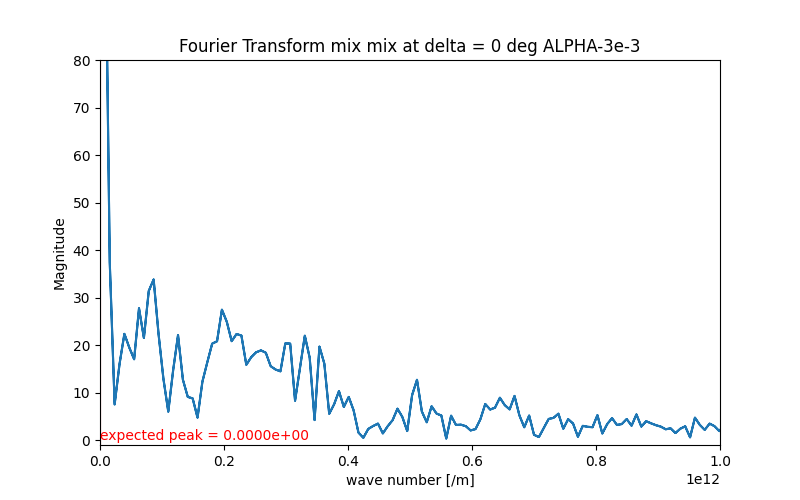 Fourier Transform mix mix at delta = 0 deg ALPHA-3e-3
80
70
60
50
40
30
20
10
0
Magnitude
expected peak = 0.0000e+00
0.0 0.2 0.4 0.6 0.8 1.0
wave number [/m]
1e12